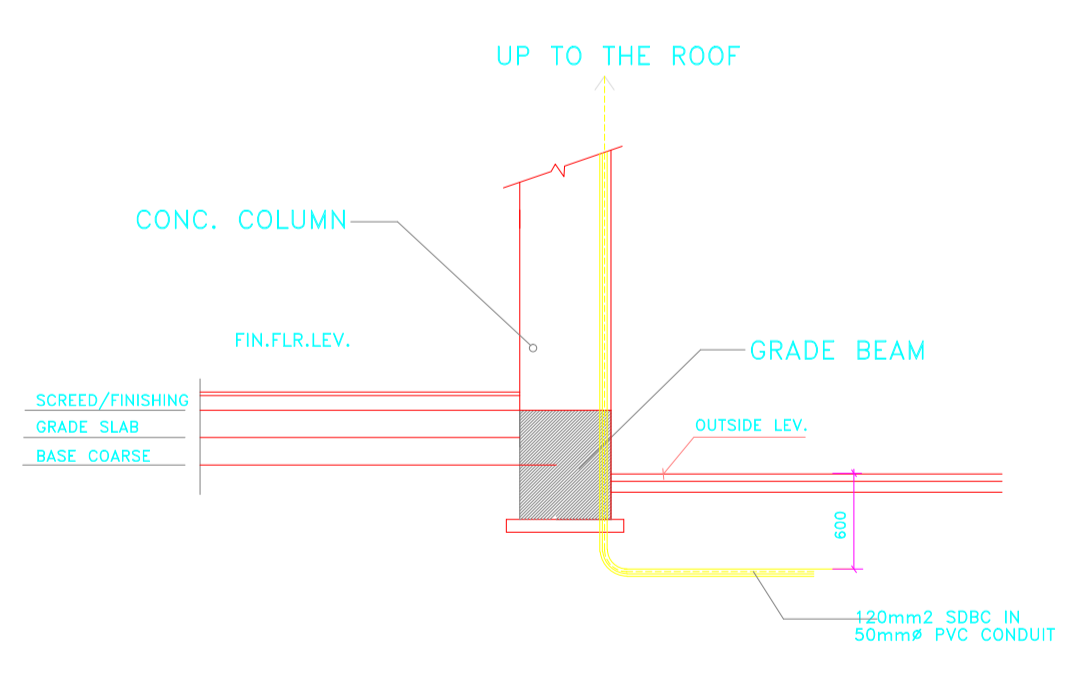 UP TO THE ROOF
CONC. COLUMN
FIN.FLR.LEV.
GRADE BEAM
SCREED/FINISHING
GRADE SLAB
BASE COARSE
OUTSIDE LEV.
600
120mm2 SDBC IN
50mmø PVC CONDUIT